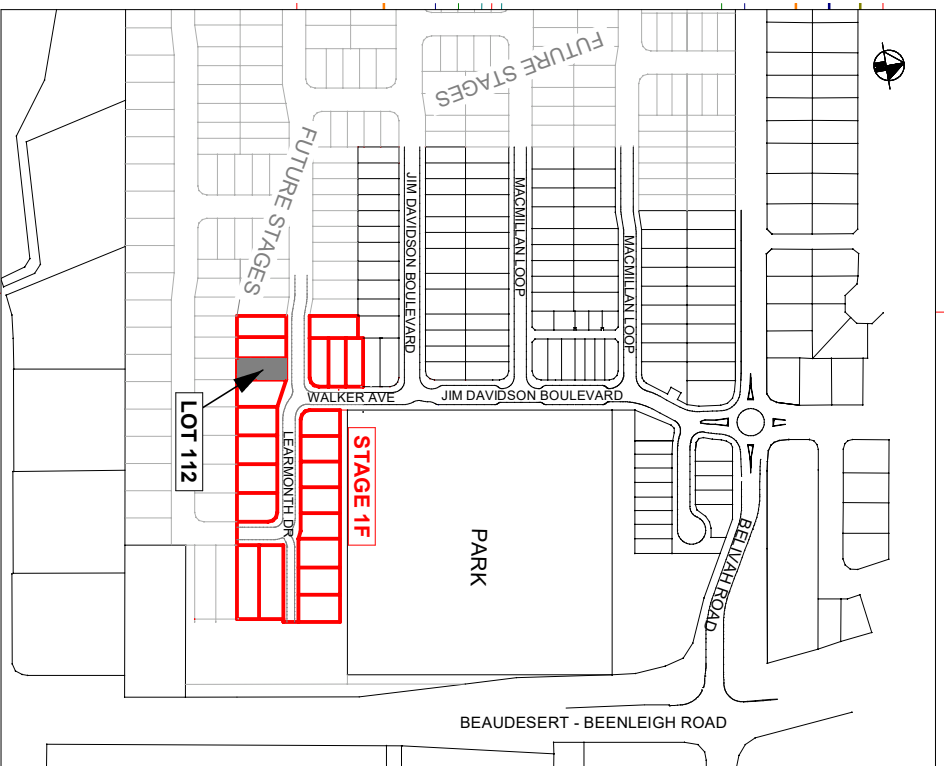 FUTURE STAGES
FUTURE STAGES
JIM DAVIDSON BOULEVARD
MACMILLAN LOOP
MACMILLAN LOOP
WALKER AVE
JIM DAVIDSON BOULEVARD
LOT 112
LEARMONTH DR
STAGE 1F
PARK
BELIVAH ROAD
BEAUDESERT - BEENLEIGH ROAD